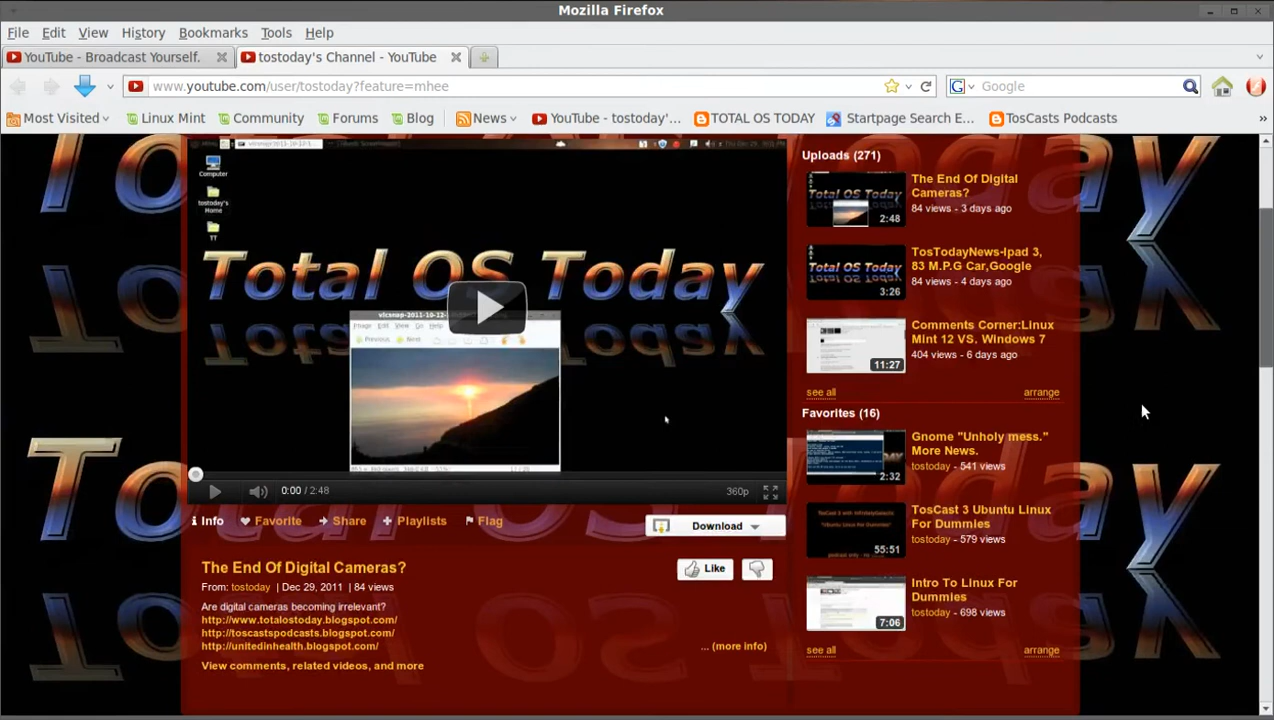 Mozilla Firefox
File Edit View History Bookmarks Tools Help
YouTube - Broadcast Yourself. tostoday's Channel - YouTube
www.youtube.com/user/tostoday?feature=mhee Google
Most Visited Linux Mint Community Forums Blog News YouTube - tostoday'... TOTAL OS TODAY Startpage Search E... TosCasts Podcasts
Computer
tostoday's
Home
TT
Total OS Today
Image Edit View Go Help
Previous Next
0:00 / 2:48 360p
Info Favorite Share Playlists Flag
Download
The End Of Digital Cameras?
Like
From: tostoday | Dec 29, 2011 | 84 views
Are digital cameras becoming irrelevant?
http://www.totalostoday.blogspot.com/
http://toscastspodcasts.blogspot.com/
http://unitedinhealth.blogspot.com/
... (more info)
View comments, related videos, and more
Uploads (271)
The End Of Digital
Cameras?
84 views - 3 days ago
2:48
TosTodayNews-Ipad 3,
83 M.P.G Car,Google
84 views - 4 days ago
3:26
Comments Corner:Linux
Mint 12 VS. Windows 7
404 views - 6 days ago
11:27
see all arrange
Favorites (16)
Gnome "Unholy mess."
More News.
tostoday - 541 views
2:32
TosCast 3 Ubuntu Linux
For Dummies
tostoday - 579 views
55:51
Intro To Linux For
Dummies
tostoday - 698 views
7:06
see all arrange